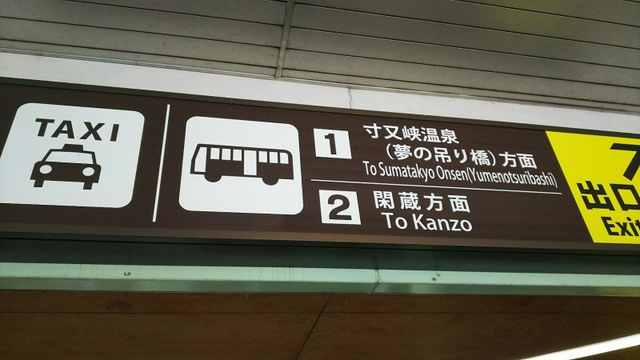 TAXI
1 寸又峡温泉
(夢の吊り橋)方面
To Sumatakyo Onsen(Yumenotsuribashi)
2 閑蔵方面
To Kanzo
出口
Exit